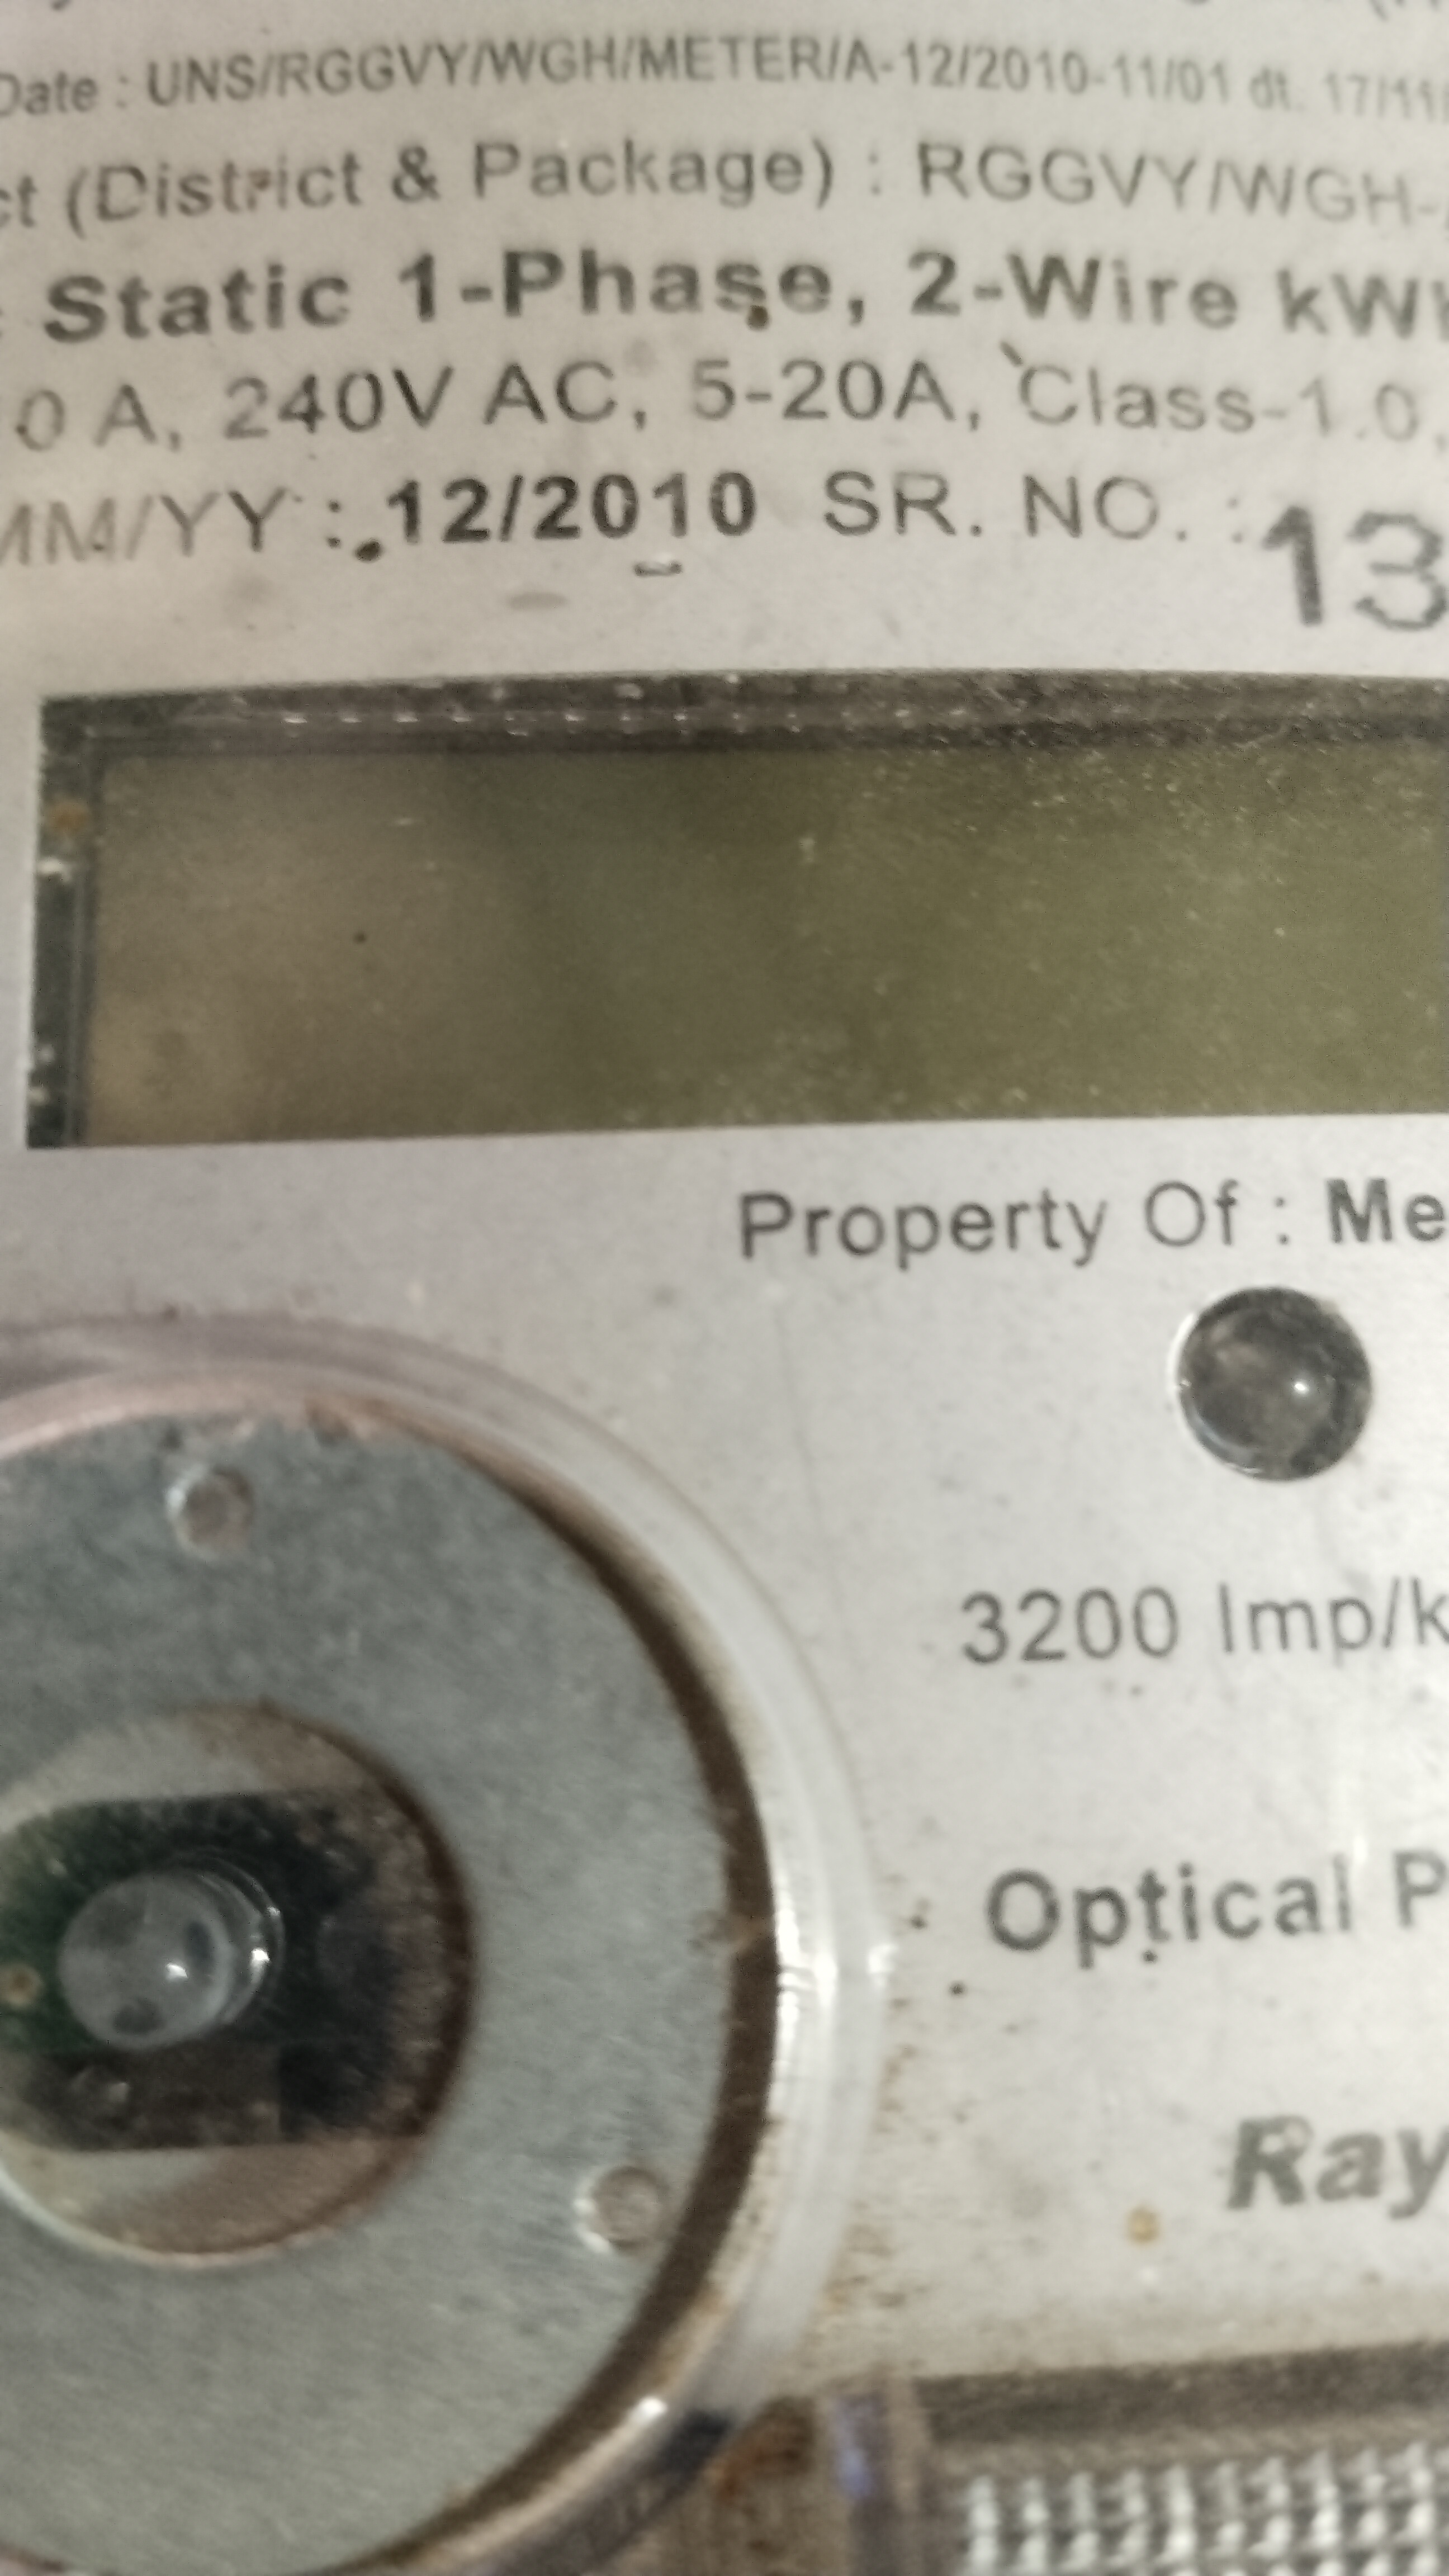 Date : UNS/RGGVY/WGH/METER/A-12/2010-11/01 dt. 17/11
ct (District & Package) : RGGVY/WGH-
: Static 1-Phase, 2-Wire kW
0 A, 240V AC, 5-20A, Class-1.0,
MM/YY : 12/2010 SR. NO. : 13
Property Of : Me
3200 Imp/k
Optical P
Ray